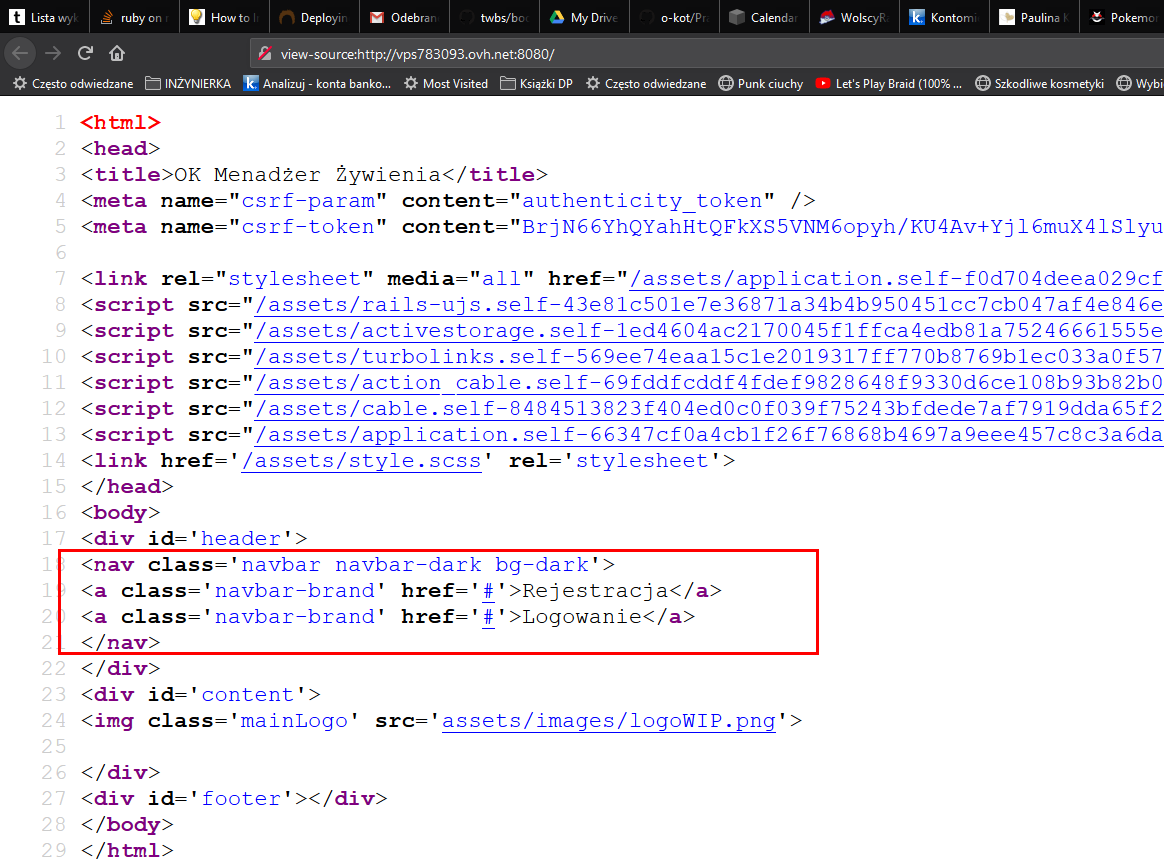 Lista wyk ruby on How to I Deployin Odebran twbs/boo My Drive o-kot/Pra Calendar WolscyRa Kontomi Paulina K Pokemon
view-source:http://vps783093.ovh.net:8080/
Często odwiedzane INŻYNIERKA Analizuj - konta banko... Most Visited Książki DP Często odwiedzane Punk ciuchy Let's Play Braid (100% ... Szkodliwe kosmetyki Wybi
1 <html>
2 <head>
3 <title>OK Menadżer Żywienia</title>
4 <meta name="csrf-param" content="authenticity_token" />
5 <meta name="csrf-token" content="BrjN66YhQYahHtQFkXS5VNM6opyh/KU4Av+Yjl6muX4lSlyu
6
7 <link rel="stylesheet" media="all" href="/assets/application.self-f0d704deea029cf
8 <script src="/assets/rails-ujs.self-43e81c501e7e36871a34b4b950451cc7cb047af4e846e
9 <script src="/assets/activestorage.self-1ed4604ac2170045f1ffca4edb81a75246661555e
10 <script src="/assets/turbolinks.self-569ee74eaa15c1e2019317ff770b8769b1ec033a0f57
11 <script src="/assets/action_cable.self-69fddfcddf4fdef9828648f9330d6ce108b93b82b0
12 <script src="/assets/cable.self-8484513823f404ed0c0f039f75243bfdede7af7919dda65f2
13 <script src="/assets/application.self-66347cf0a4cb1f26f76868b4697a9eee457c8c3a6da
14 <link href='/assets/style.scss' rel='stylesheet'>
15 </head>
16 <body>
17 <div id='header'>
18 <nav class='navbar navbar-dark bg-dark'>
19 <a class='navbar-brand' href='#'>Rejestracja</a>
20 <a class='navbar-brand' href='#'>Logowanie</a>
21 </nav>
22 </div>
23 <div id='content'>
24 <img class='mainLogo' src='assets/images/logoWIP.png'>
25
26 </div>
27 <div id='footer'></div>
28 </body>
29 </html>